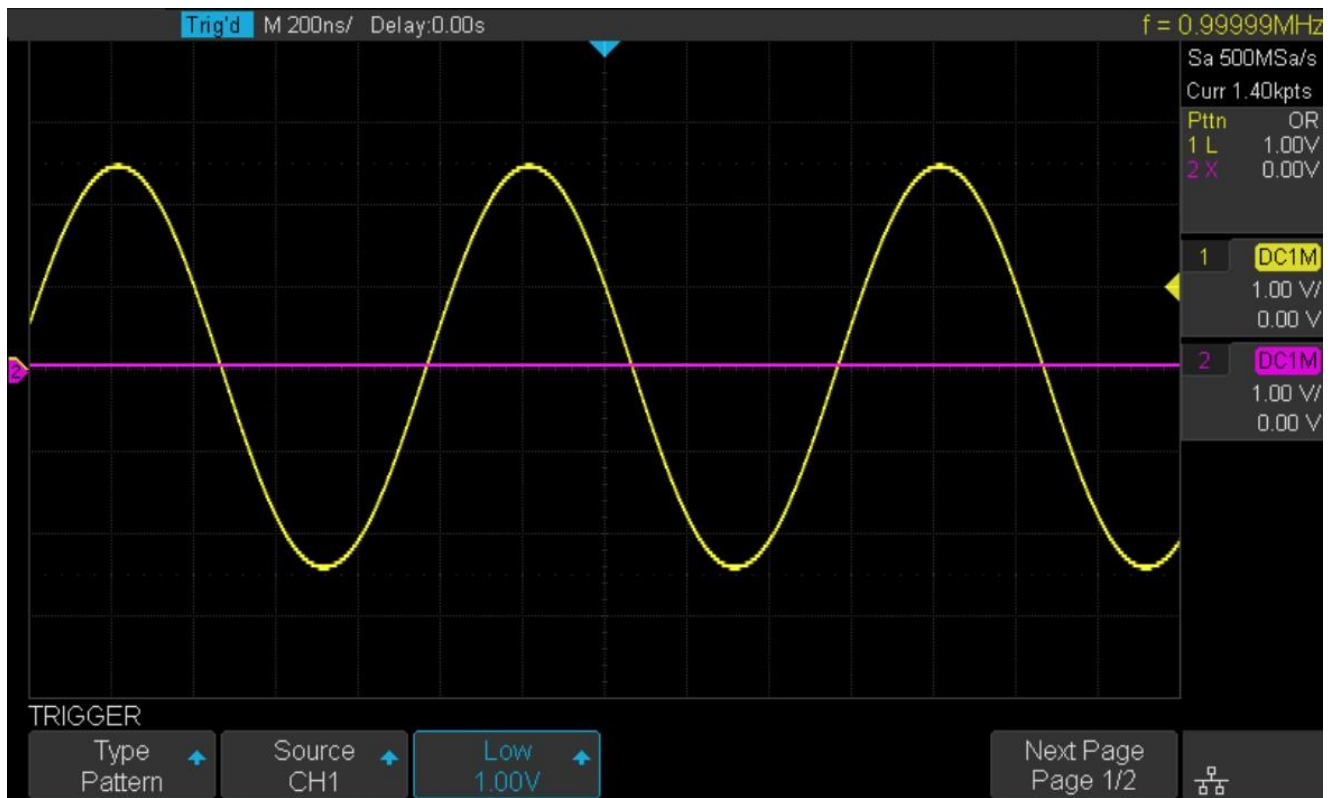 Trig'd M 200ns/ Delay:0.00s f = 0.99999MHz
Sa 500MSa/s
Curr 1.40kpts
Pttn OR
1 L 1.00V
2 X 0.00V
1 DC1M
1.00 V/
0.00 V
2
2 DC1M
1.00 V/
0.00 V
TRIGGER
Type Source Low Next Page
Pattern CH1 1.00V Page 1/2